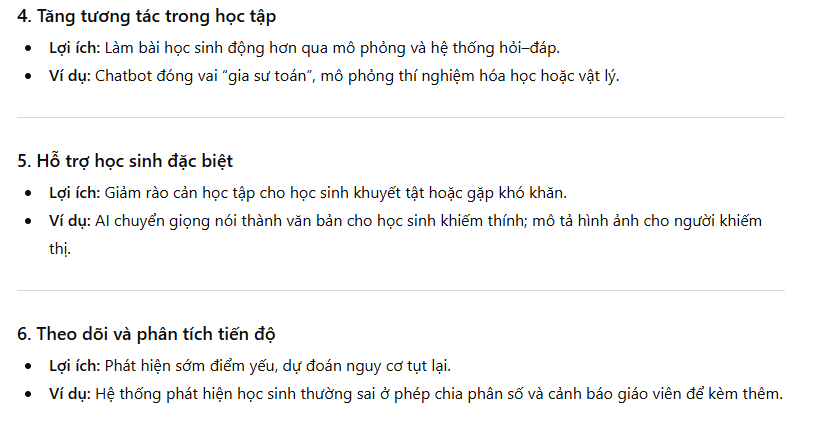 4. Tăng tương tác trong học tập
• Lợi ích: Làm bài học sinh động hơn qua mô phỏng và hệ thống hỏi–đáp.
• Ví dụ: Chatbot đóng vai “gia sư toán”, mô phỏng thí nghiệm hóa học hoặc vật lý.
5. Hỗ trợ học sinh đặc biệt
• Lợi ích: Giảm rào cản học tập cho học sinh khuyết tật hoặc gặp khó khăn.
• Ví dụ: AI chuyển giọng nói thành văn bản cho học sinh khiếm thính; mô tả hình ảnh cho người khiếm
thị.
6. Theo dõi và phân tích tiến độ
• Lợi ích: Phát hiện sớm điểm yếu, dự đoán nguy cơ tụt lại.
• Ví dụ: Hệ thống phát hiện học sinh thường sai ở phép chia phân số và cảnh báo giáo viên để kèm thêm.